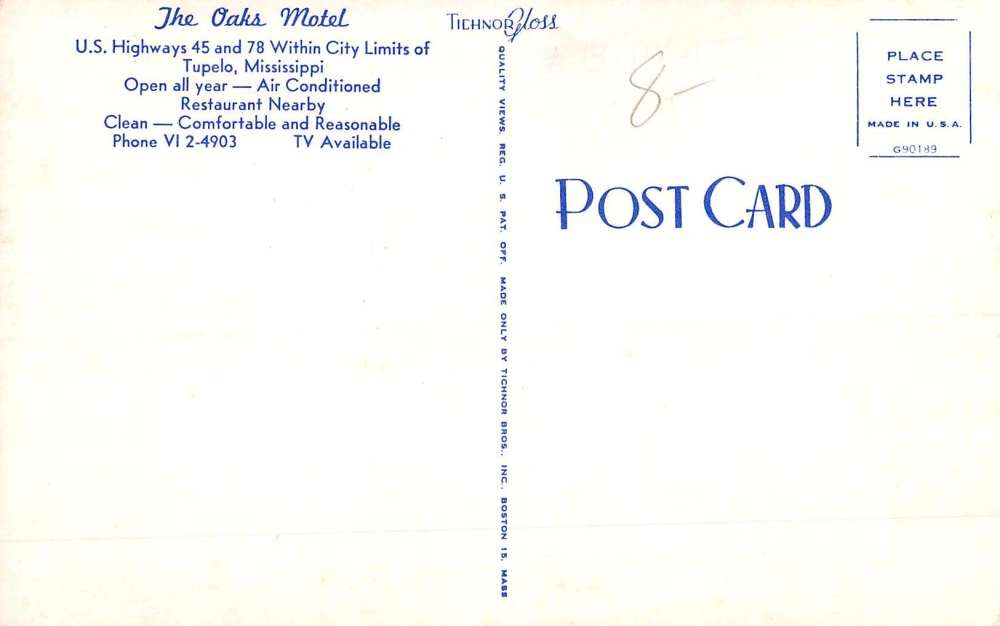 The Oaks Motel
U.S. Highways 45 and 78 Within City Limits of
Tupelo, Mississippi
Open all year — Air Conditioned
Restaurant Nearby
Clean — Comfortable and Reasonable
Phone VI 2-4903 TV Available
TICHNOR Gloss
QUALITY VIEWS. REG. U. S. PAT. OFF. MADE ONLY BY TICHNOR BROS., INC., BOSTON 15, MASS
8-
POST CARD
PLACE
STAMP
HERE
MADE IN U.S.A.
G90189